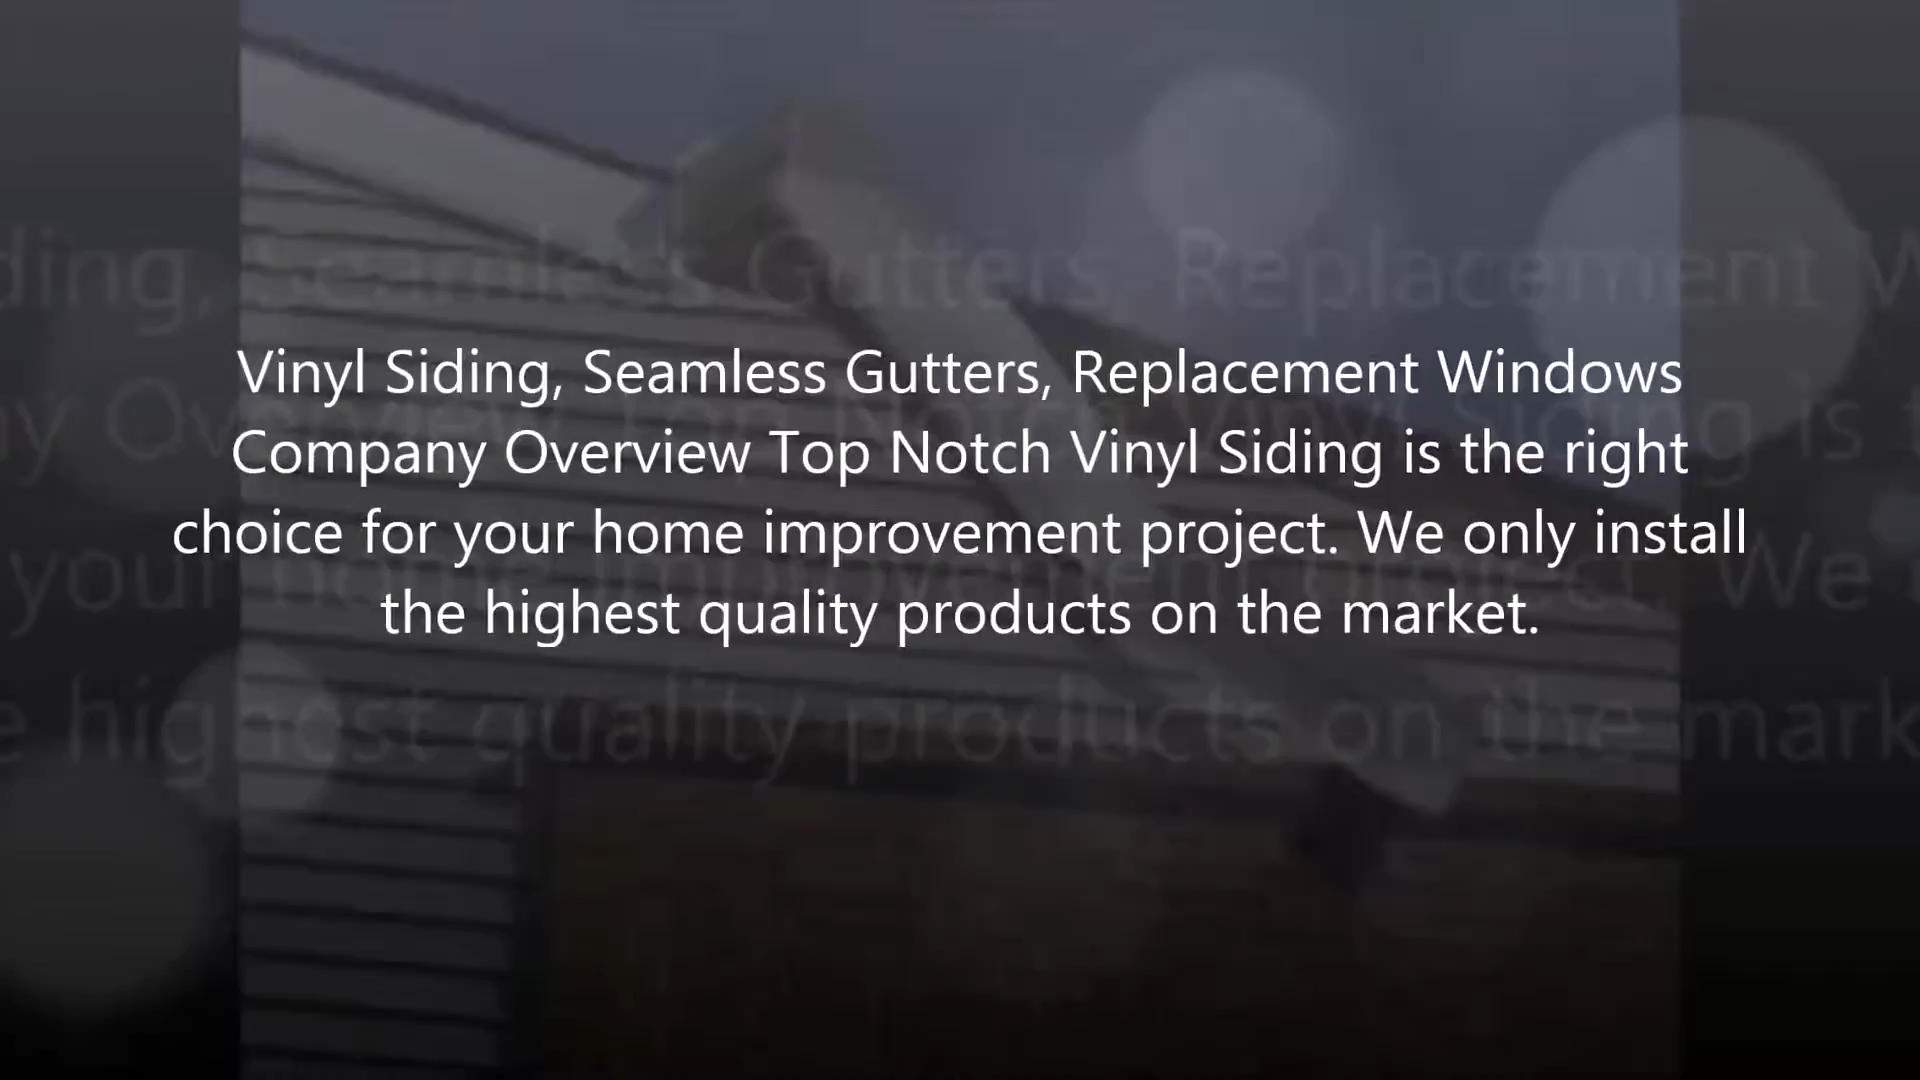 Vinyl Siding, Seamless Gutters, Replacement Windows
Company Overview Top Notch Vinyl Siding is the right
choice for your home improvement project. We only install
the highest quality products on the market.